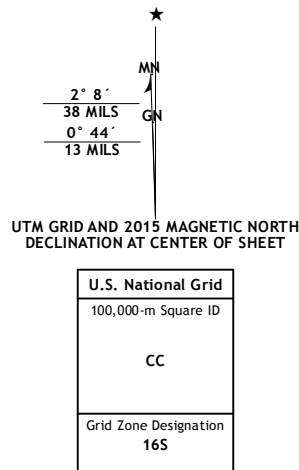 ★
MN
2° 8´
38 MILS
GN
0° 44´
13 MILS
UTM GRID AND 2015 MAGNETIC NORTH
DECLINATION AT CENTER OF SHEET
U.S. National Grid
100,000-m Square ID
CC
Grid Zone Designation
16S